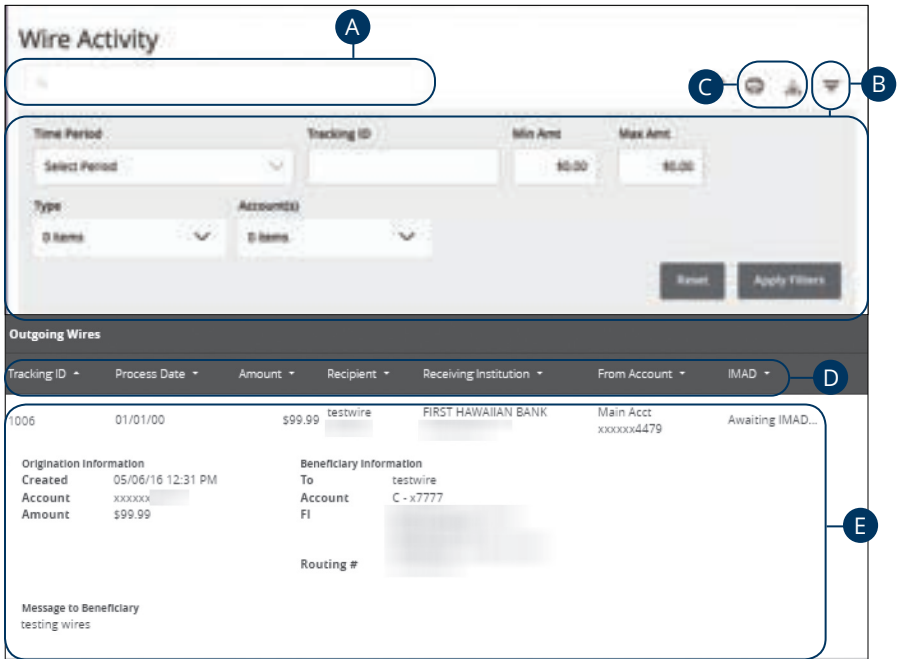 Wire Activity
A
C
B
Time Period Tracking ID Min Amt Max Amt
Select Period $0.00 $0.00
Type Account(s)
0 items 0 items
Reset Apply Filters
Outgoing Wires
Tracking ID Process Date Amount Recipient Receiving Institution From Account IMAD
D
1006 01/01/00 $99.99 testwire FIRST HAWAIIAN BANK Main Acct Awaiting IMAD...
xxxxxx4479
Origination Information Beneficiary Information
Created 05/06/16 12:31 PM To testwire
Account xxxxxx Account C - x7777
Amount $99.99 FI
E
Routing #
Message to Beneficiary
testing wires